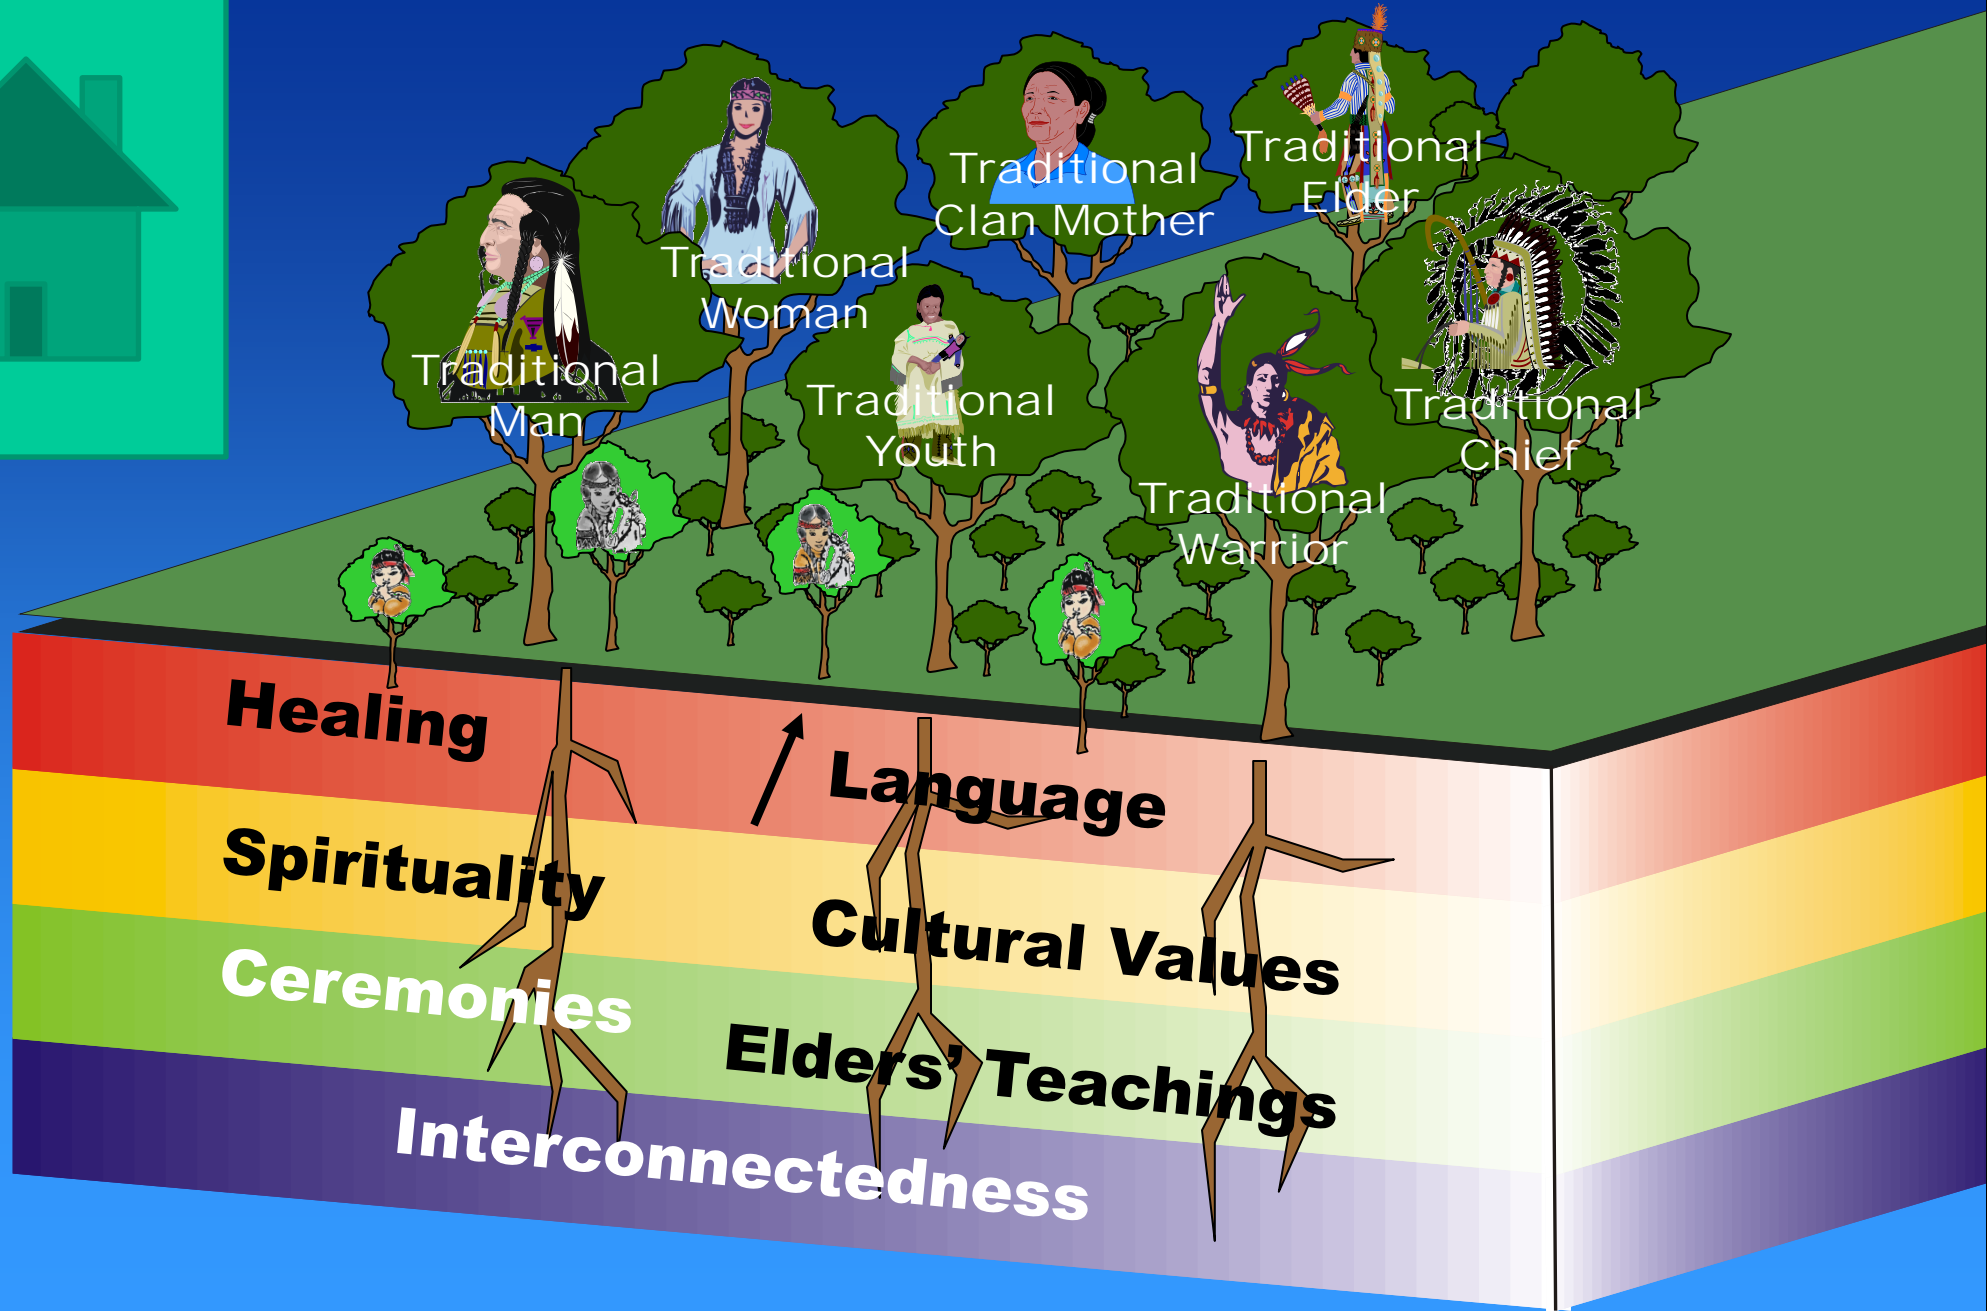 Traditional
Elder
Traditional
Clan Mother
Traditional
Woman
Traditional
Man
Traditional
Youth
Traditional
Chief
Traditional
Warrior
Healing
Language
Spirituality
Cultural Values
Ceremonies
Elders’ Teachings
Interconnectedness